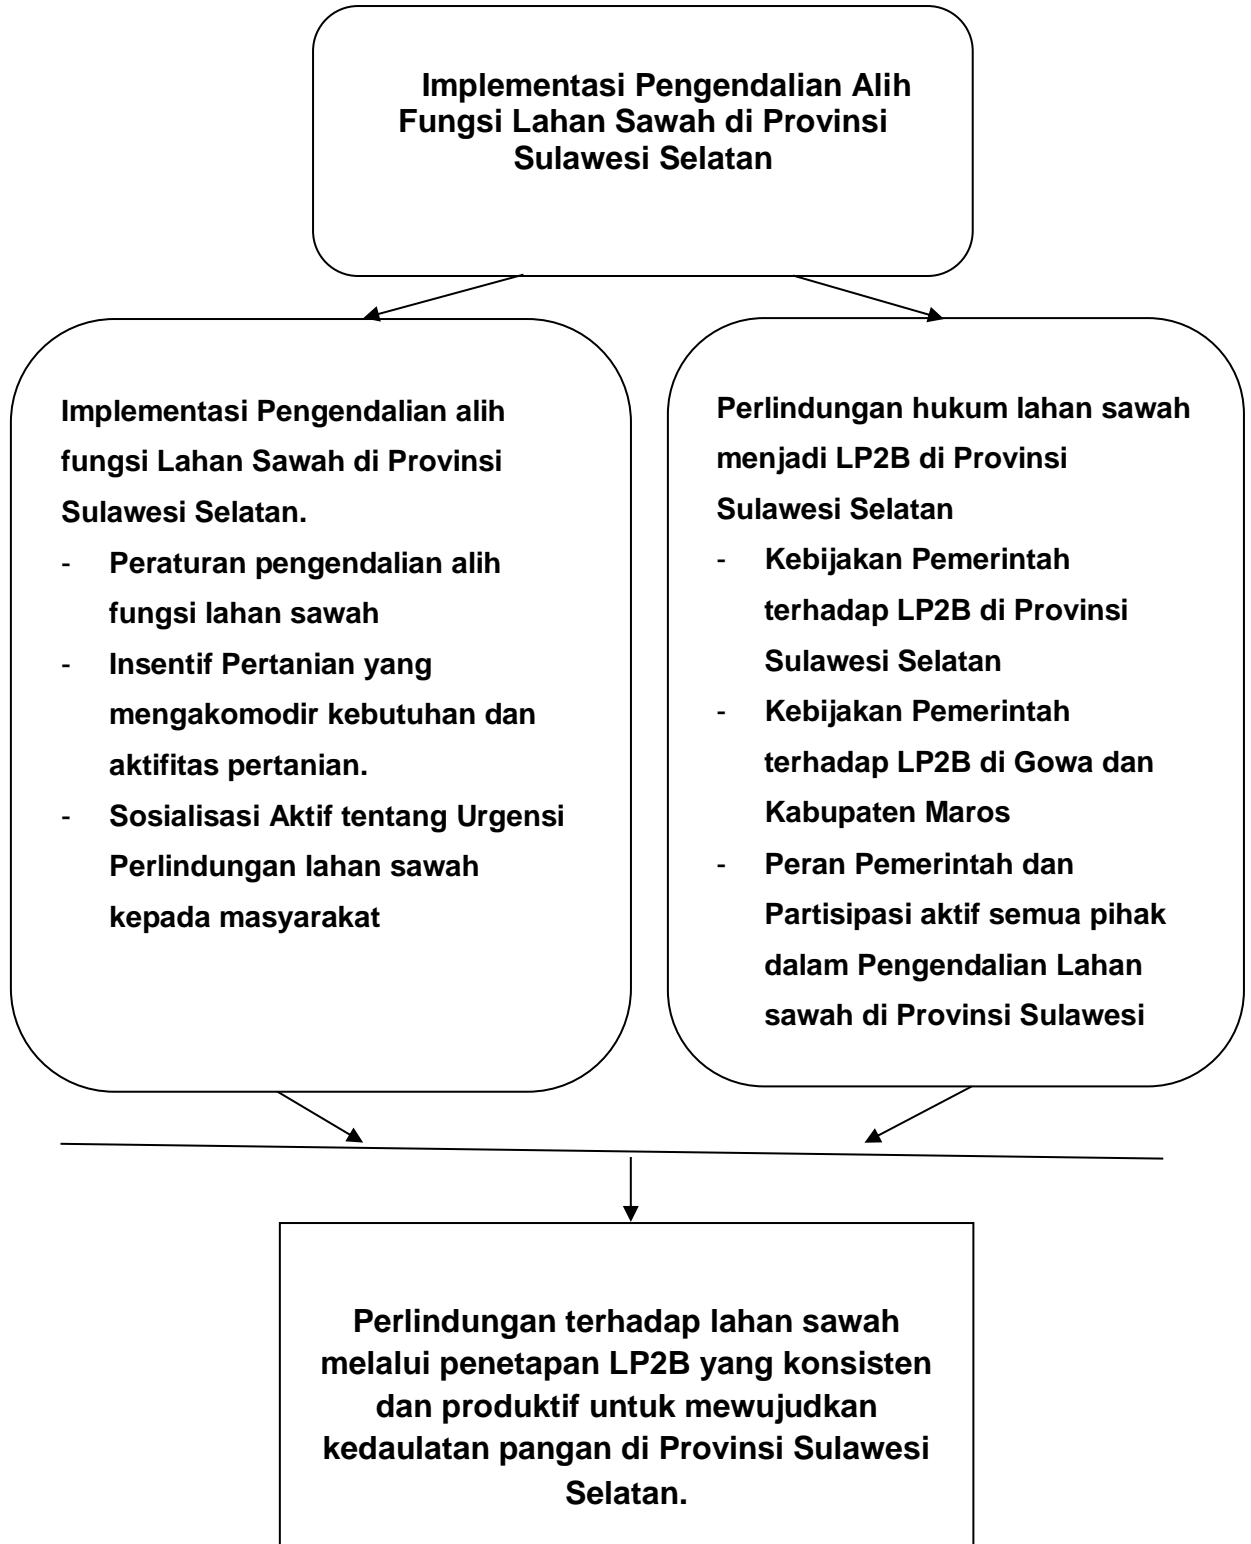 Implementasi Pengendalian Alih
Fungsi Lahan Sawah di Provinsi
Sulawesi Selatan
Implementasi Pengendalian alih
fungsi Lahan Sawah di Provinsi
Sulawesi Selatan.
- Peraturan pengendalian alih
fungsi lahan sawah
- Insentif Pertanian yang
mengakomodir kebutuhan dan
aktifitas pertanian.
- Sosialisasi Aktif tentang Urgensi
Perlindungan lahan sawah
kepada masyarakat
Perlindungan hukum lahan sawah
menjadi LP2B di Provinsi
Sulawesi Selatan
- Kebijakan Pemerintah
terhadap LP2B di Provinsi
Sulawesi Selatan
- Kebijakan Pemerintah
terhadap LP2B di Gowa dan
Kabupaten Maros
- Peran Pemerintah dan
Partisipasi aktif semua pihak
dalam Pengendalian Lahan
sawah di Provinsi Sulawesi
Perlindungan terhadap lahan sawah
melalui penetapan LP2B yang konsisten
dan produktif untuk mewujudkan
kedaulatan pangan di Provinsi Sulawesi
Selatan.